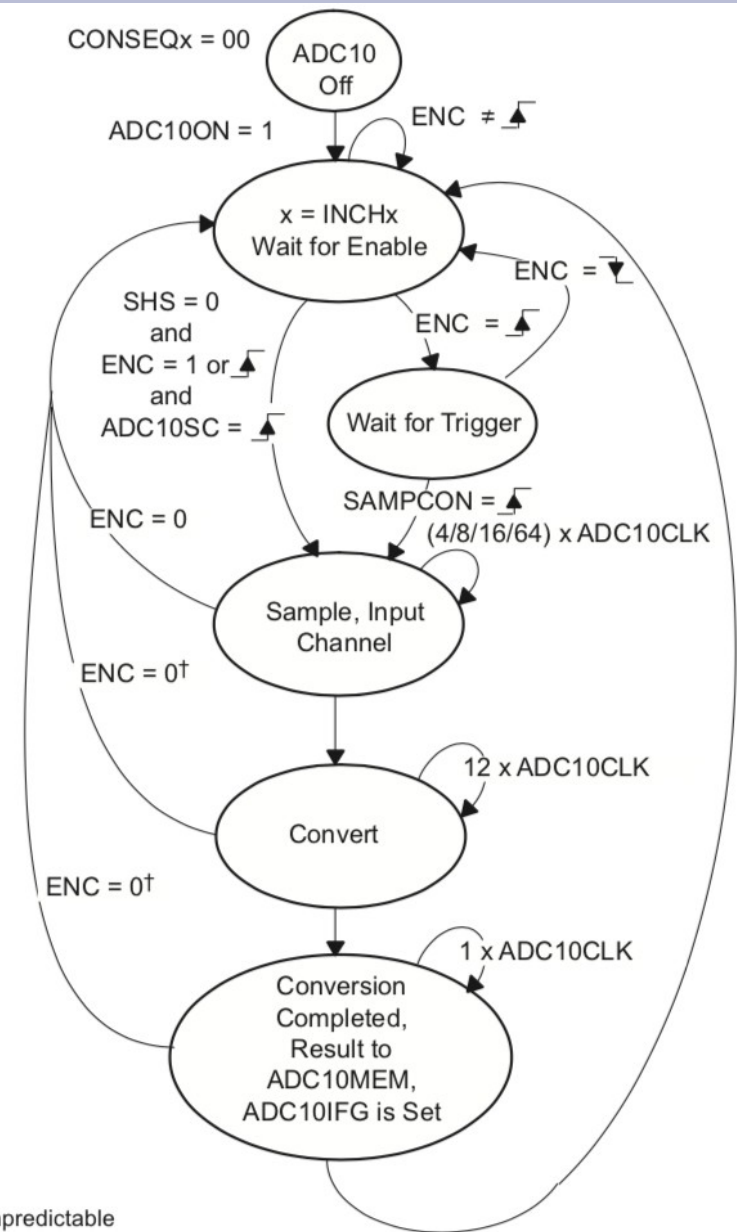 CONSEQx = 00
ADC10
Off
ADC10ON = 1
ENC ≠
x = INCHx
Wait for Enable
ENC =
SHS = 0
and
ENC = 1 or
and
ADC10SC =
ENC =
Wait for Trigger
SAMPCON =
(4/8/16/64) x ADC10CLK
ENC = 0
Sample, Input
Channel
ENC = 0†
12 x ADC10CLK
Convert
ENC = 0†
1 x ADC10CLK
Conversion
Completed,
Result to
ADC10MEM,
ADC10IFG is Set